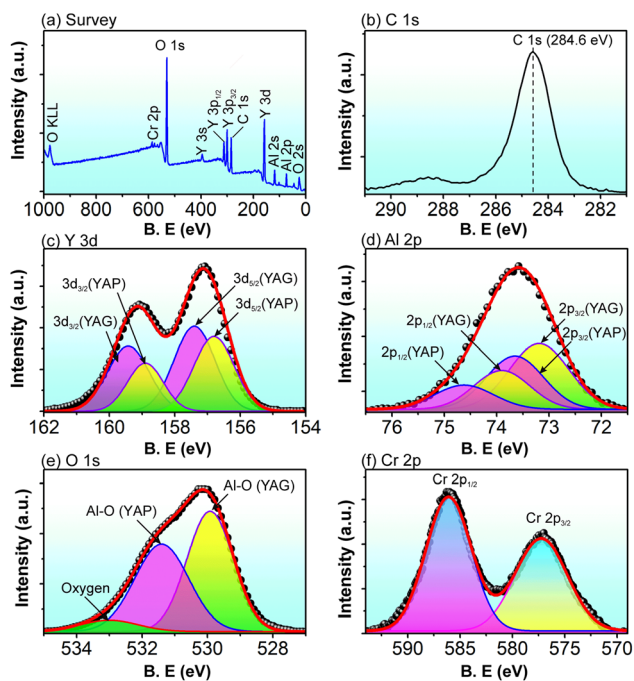 (a) Survey
Intensity (a.u.)
O KLL
Cr 2p
O 1s
Y 3s
Y 3p1/2
Y 3p3/2
C 1s
Y 3d
Al 2s
Al 2p
O 2s
1000 800 600 400 200 0
B. E (eV)
(b) C 1s
C 1s (284.6 eV)
Intensity (a.u.)
290 288 286 284 282
B. E (eV)
(c) Y 3d
Intensity (a.u.)
3d3/2(YAP)
3d3/2(YAG)
3d5/2(YAG)
3d5/2(YAP)
162 160 158 156 154
B. E (eV)
(d) Al 2p
Intensity (a.u.)
2p3/2(YAG)
2p1/2(YAG)
2p3/2(YAP)
2p1/2(YAP)
76 75 74 73 72
B. E (eV)
(e) O 1s
Intensity (a.u.)
Al-O (YAG)
Al-O (YAP)
Oxygen
534 532 530 528
B. E (eV)
(f) Cr 2p
Intensity (a.u.)
Cr 2p1/2
Cr 2p3/2
590 585 580 575 570
B. E (eV)